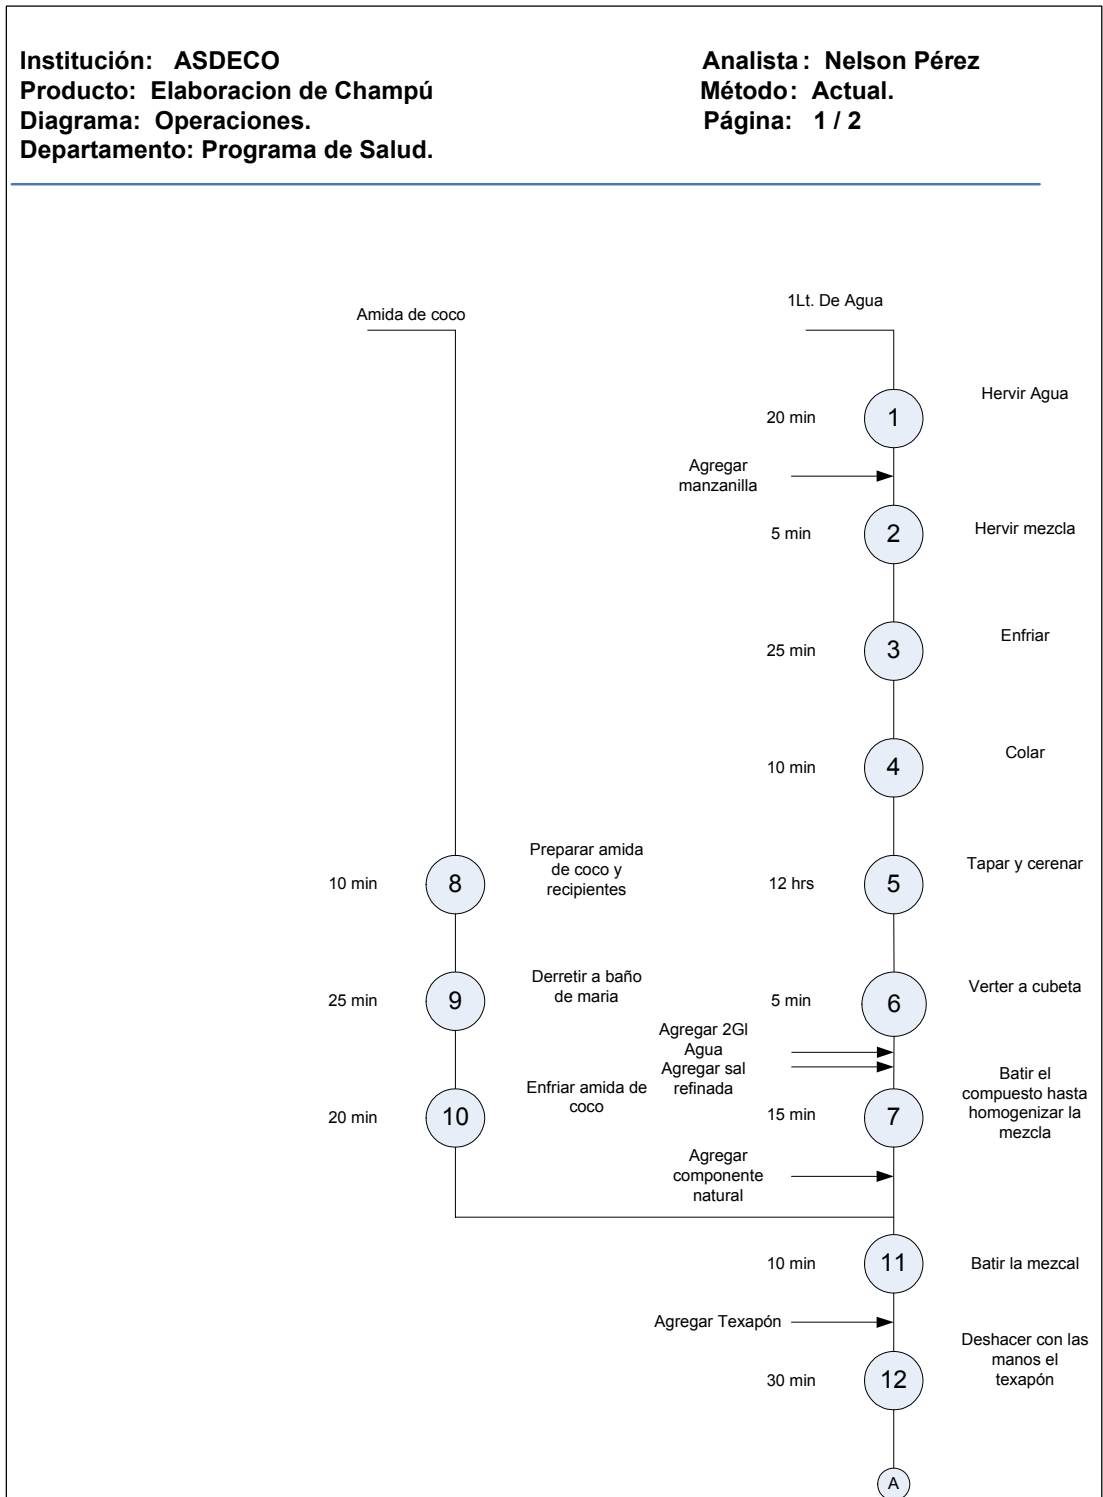 Institución: ASDECO
Analista: Nelson Pérez
Producto: Elaboracion de Champú
Método: Actual.
Diagrama: Operaciones.
Página: 1 / 2
Departamento: Programa de Salud.
Amida de coco
1Lt. De Agua
Hervir Agua
20 min
1
Agregar
manzanilla
5 min
2
Hervir mezcla
25 min
3
Enfriar
10 min
4
Colar
10 min
8
Preparar amida
de coco y
recipientes
12 hrs
5
Tapar y cerenar
25 min
9
Derretir a baño
de maria
5 min
6
Verter a cubeta
Agregar 2Gl
Agua
Agregar sal
refinada
20 min
10
Enfriar amida de
coco
15 min
7
Batir el
compuesto hasta
homogenizar la
mezcla
Agregar
componente
natural
10 min
11
Batir la mezcal
Agregar Texapón
30 min
12
Deshacer con las
manos el
texapón
A